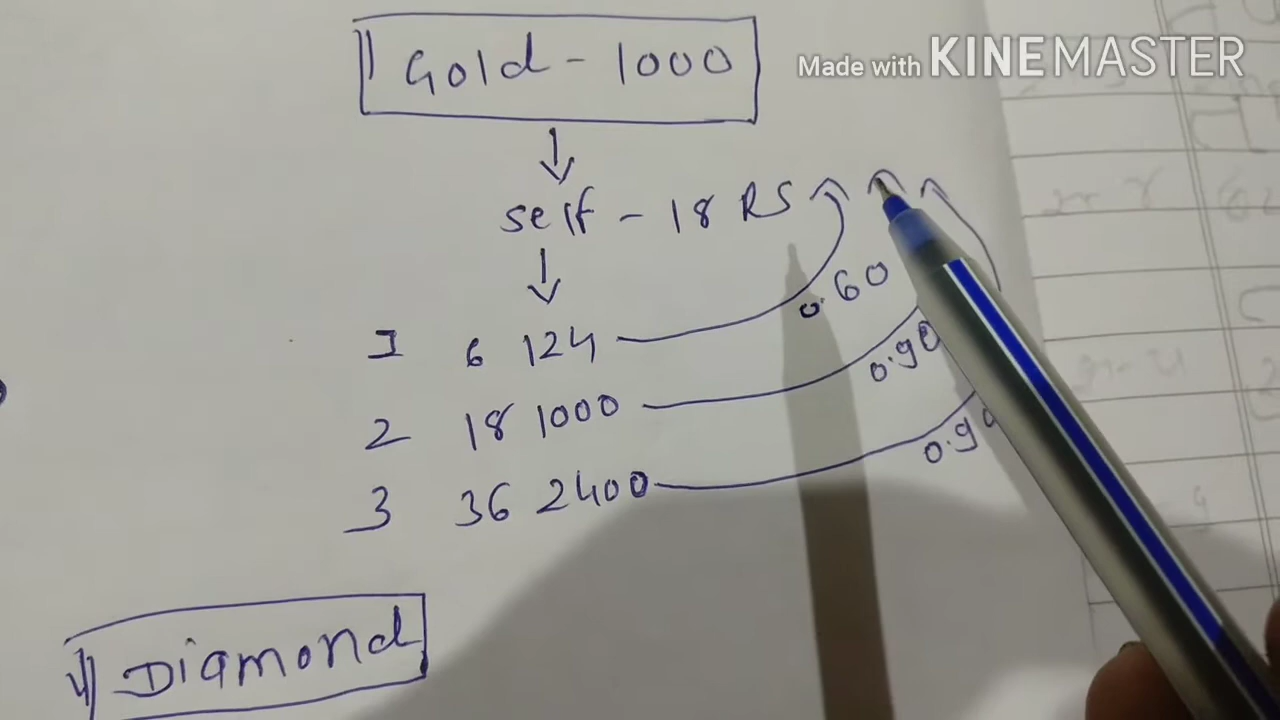 Gold - 1000
Made with KINEMASTER
self - 18 RS
0.60
1 6 124
0.90
2 18 1000
0.9
3 36 2400
Diamond